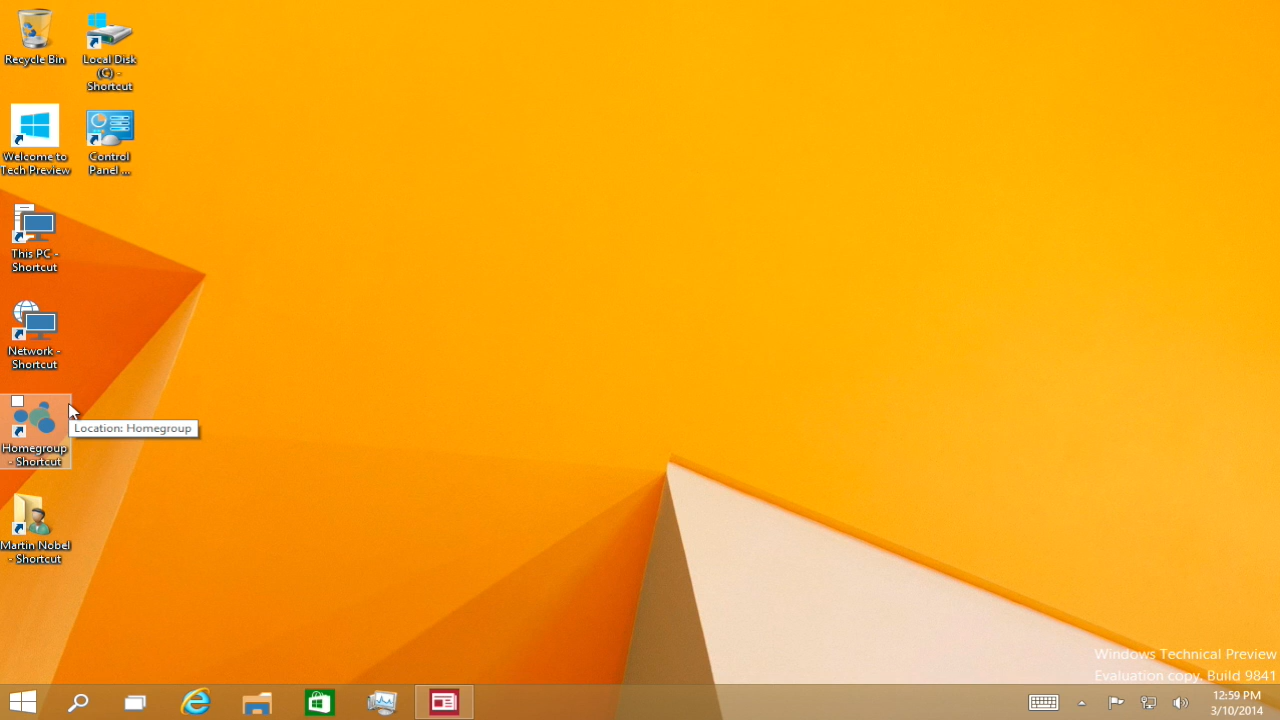 Recycle Bin
Local Disk
(C) -
Shortcut
Welcome to
Tech Preview
Control
Panel ...
This PC -
Shortcut
Network -
Shortcut
Homegroup
- Shortcut
Location: Homegroup
Martin Nobel
- Shortcut
Windows Technical Preview
Evaluation copy. Build 9841
12:59 PM
3/10/2014